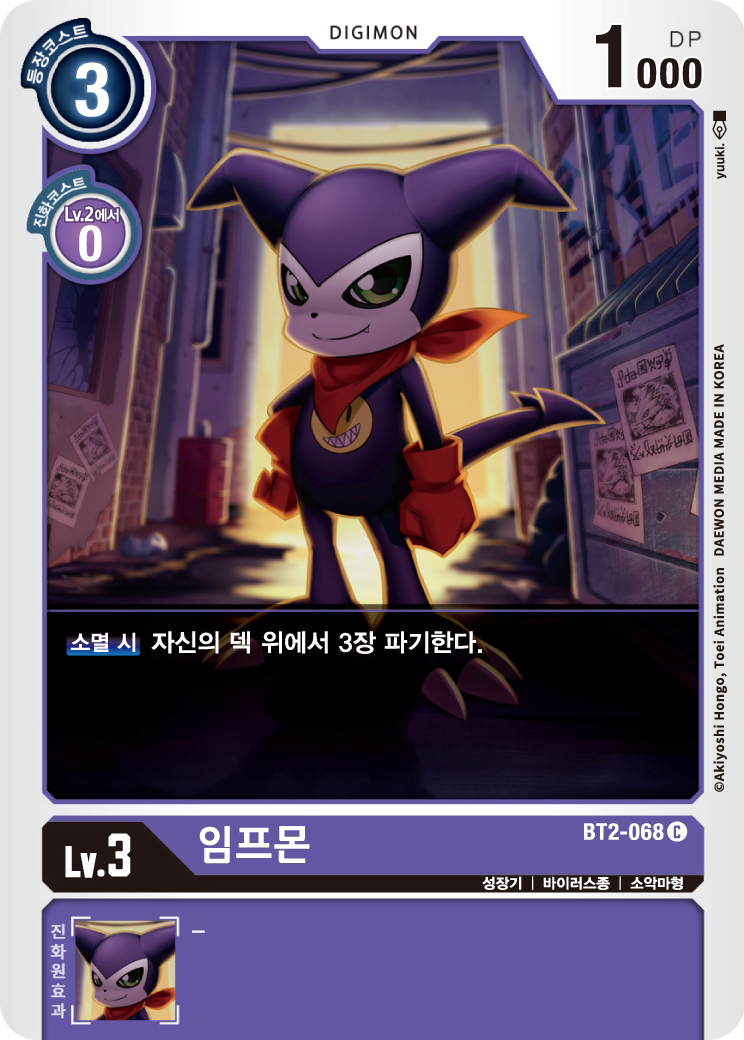 DIGIMON
등장코스트
3
1000
DP
진화코스트
Lv.2에서
0
yuuki.
소멸 시 자신의 덱 위에서 3장 파기한다.
©Akiyoshi Hongo, Toei Animation DAEWON MEDIA MADE IN KOREA
Lv.3
임프몬
BT2-068 C
성장기 | 바이러스종 | 소악마형
진화원효과
–